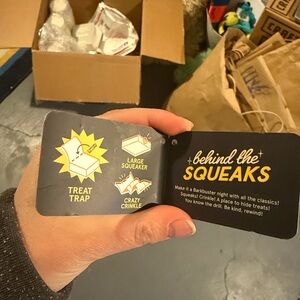 TREAT
TRAP
LARGE
SQUEAKER
CRAZY
CRINKLE
behind the
SQUEAKS
Make it a Barkbuster night with all the classics!
Squeaks! Crinkle! A place to hide treats!
You know the drill. Be kind, rewind!